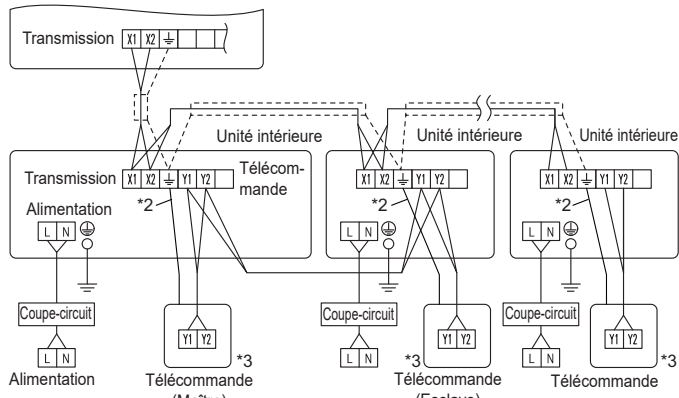 Transmission X1 X2
Unité intérieure
Unité intérieure
Unité intérieure
Transmission X1 X2 Y1 Y2
Télécom-
mande
X1 X2 Y1 Y2
X1 X2 Y1 Y2
*2
*2
*2
Alimentation
L N
L N
L N
Coupe-circuit
Coupe-circuit
Coupe-circuit
Y1 Y2
Y1 Y2
Y1 Y2
L N
*3
L N
*3
L N
*3
Alimentation
Télécommande
(Maître)
Télécommande
(Esclave)
Télécommande